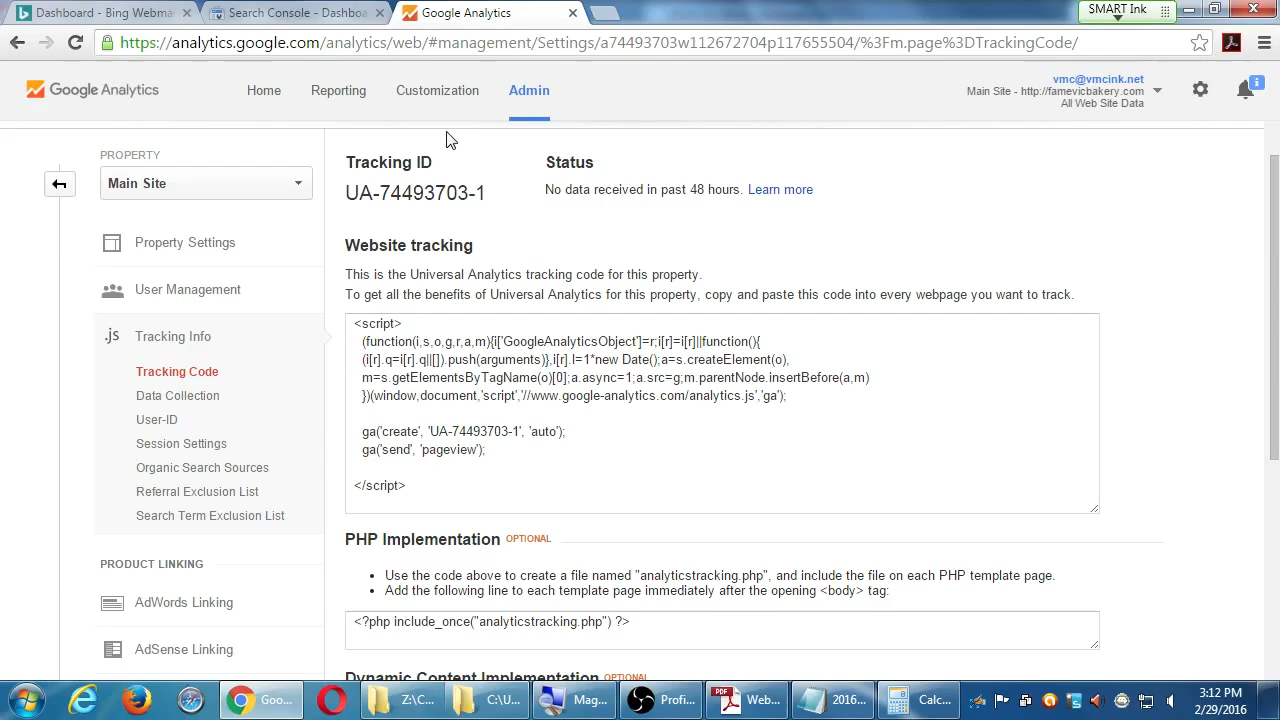 Dashboard - Bing Webma
Search Console - Dashboa
Google Analytics
SMART Ink
https://analytics.google.com/analytics/web/#management/Settings/a74493703w112672704p117655504/%3Fm.page%3DTrackingCode/
Google Analytics
Home
Reporting
Customization
Admin
vmc@vmcink.net
Main Site - http://famevicbakery.com
All Web Site Data
PROPERTY
Main Site
Property Settings
User Management
.js Tracking Info
Tracking Code
Data Collection
User-ID
Session Settings
Organic Search Sources
Referral Exclusion List
Search Term Exclusion List
PRODUCT LINKING
AdWords Linking
AdSense Linking
Tracking ID
UA-74493703-1
Status
No data received in past 48 hours. Learn more
Website tracking
This is the Universal Analytics tracking code for this property.
To get all the benefits of Universal Analytics for this property, copy and paste this code into every webpage you want to track.
<script>
(function(i,s,o,g,r,a,m){i['GoogleAnalyticsObject']=r;i[r]=i[r]||function(){
(i[r].q=i[r].q||[]).push(arguments)},i[r].l=1*new Date();a=s.createElement(o),
m=s.getElementsByTagName(o)[0];a.async=1;a.src=g;m.parentNode.insertBefore(a,m)
})(window,document,'script','//www.google-analytics.com/analytics.js','ga');
ga('create', 'UA-74493703-1', 'auto');
ga('send', 'pageview');
</script>
PHP Implementation OPTIONAL
• Use the code above to create a file named "analyticstracking.php", and include the file on each PHP template page.
• Add the following line to each template page immediately after the opening <body> tag:
<?php include_once("analyticstracking.php") ?>
Dynamic Content Implementation OPTIONAL
Goo...
Z:\C...
C:\U...
Mag...
Profi...
PDF
Web...
2016...
Calc...
3:12 PM
2/29/2016